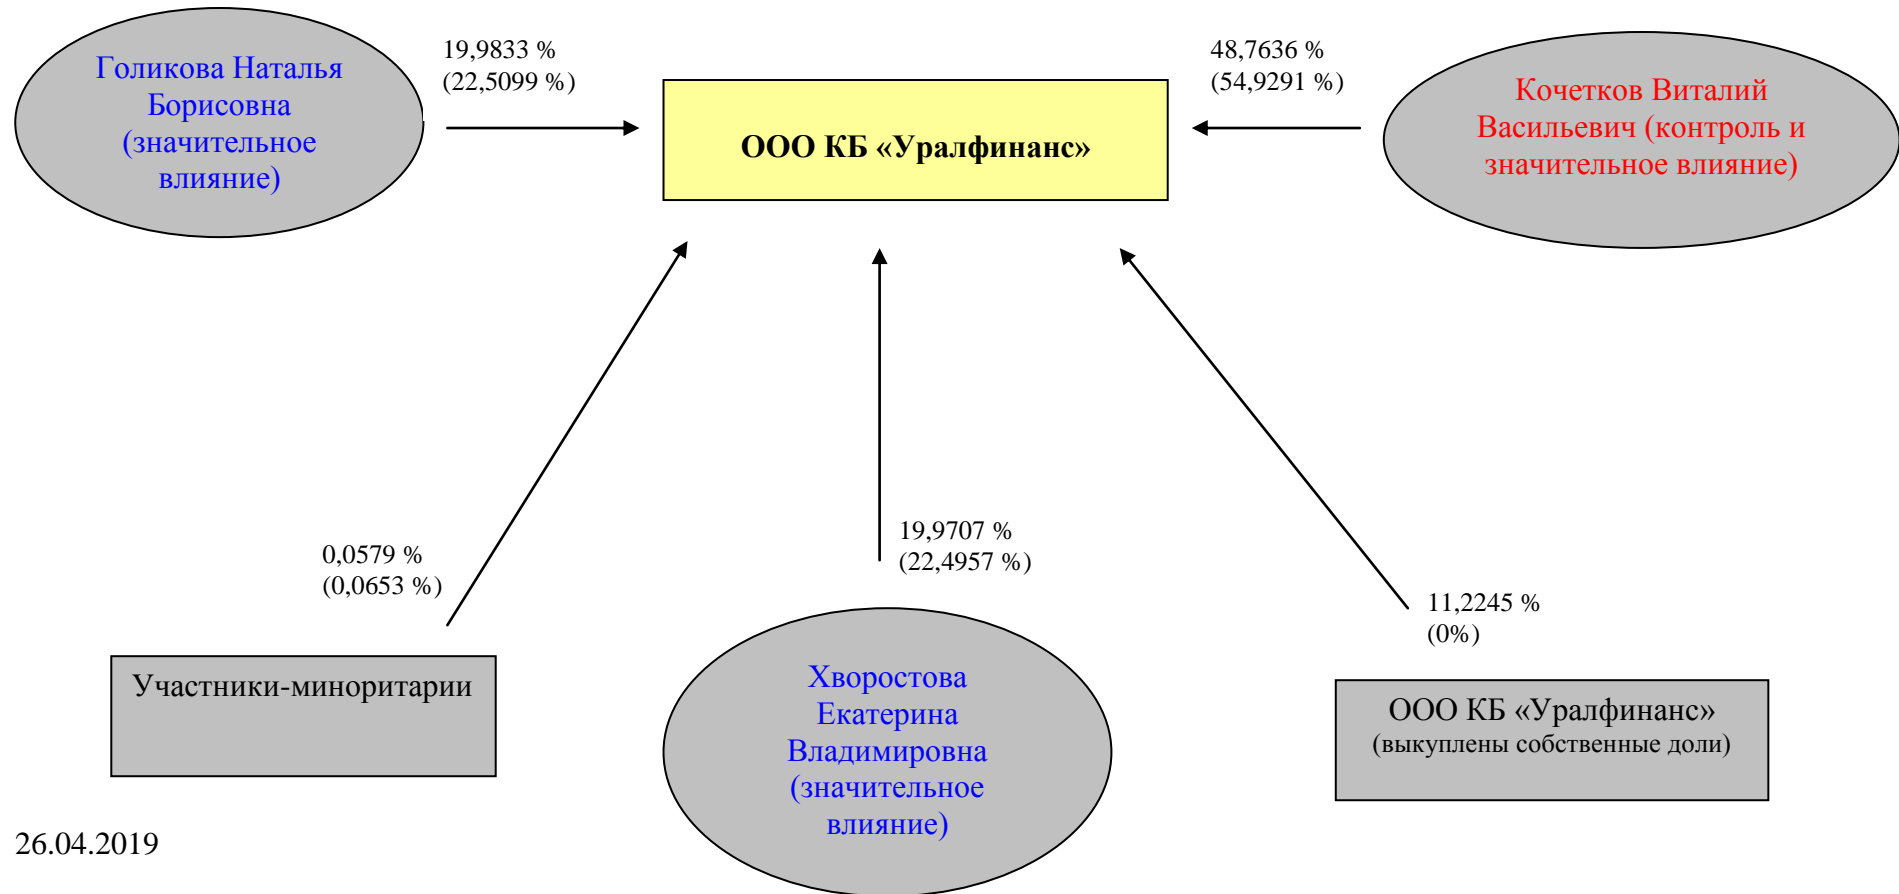 Голикова Наталья
Борисовна
(значительное
влияние)
19,9833 %
(22,5099 %)
ООО КБ «Уралфинанс»
48,7636 %
(54,9291 %)
Кочетков Виталий
Васильевич (контроль и
значительное влияние)
0,0579 %
(0,0653 %)
Участники-миноритарии
19,9707 %
(22,4957 %)
Хворостова
Екатерина
Владимировна
(значительное
влияние)
11,2245 %
(0%)
ООО КБ «Уралфинанс»
(выкуплены собственные доли)
26.04.2019